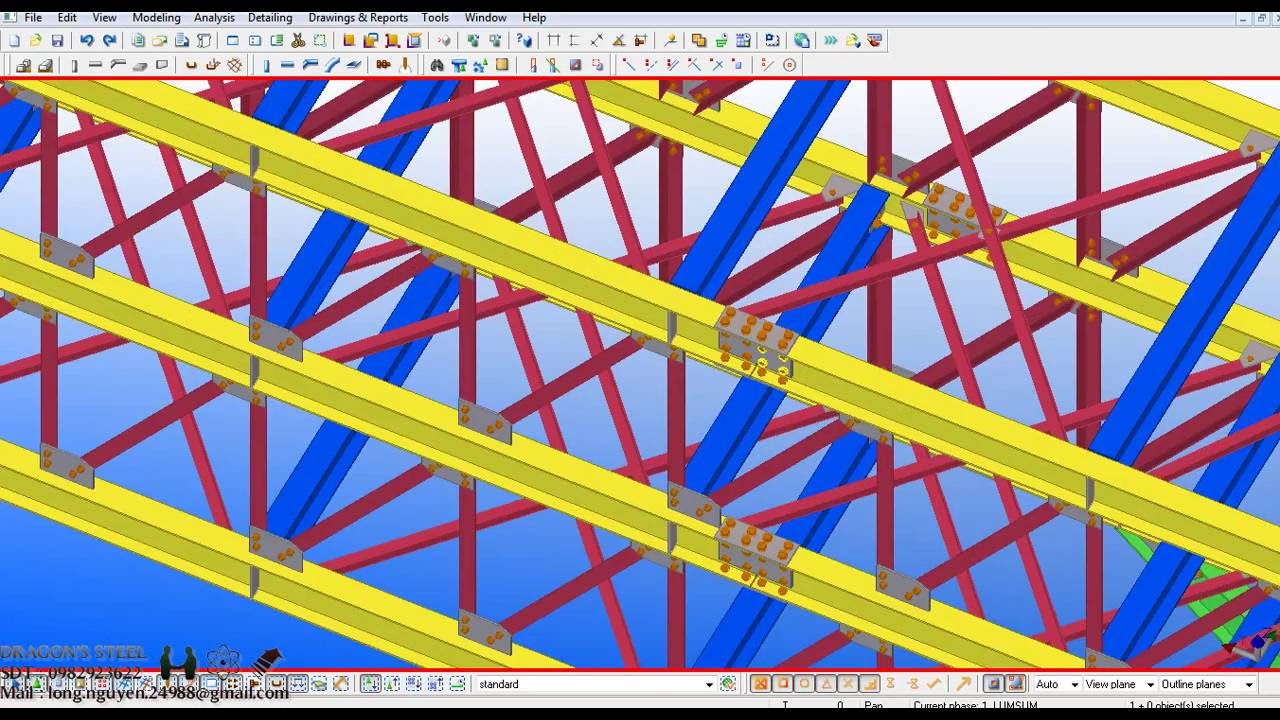 File Edit View Modeling Analysis Detailing Drawings & Reports Tools Window Help
DRAGON'S STEEL
SDT : 0982923622
Mail : long.nguyen.24988@gmail.com
standard
Auto View plane Outline planes
0 Pan Current phase: 1, LUMSUM 1 + 0 object(s) selected